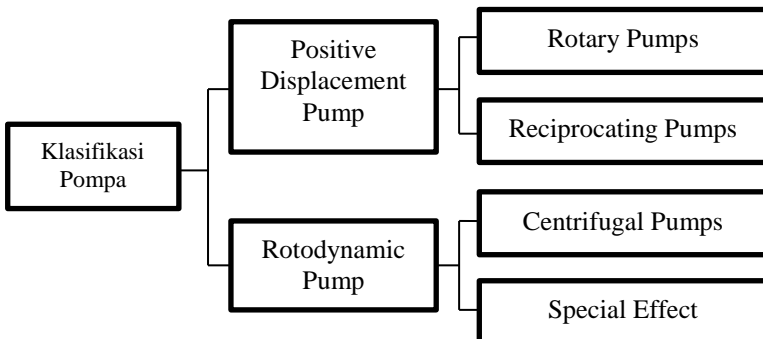 Klasifikasi
Pompa
Positive
Displacement
Pump
Rotary Pumps
Reciprocating Pumps
Rotodynamic
Pump
Centrifugal Pumps
Special Effect